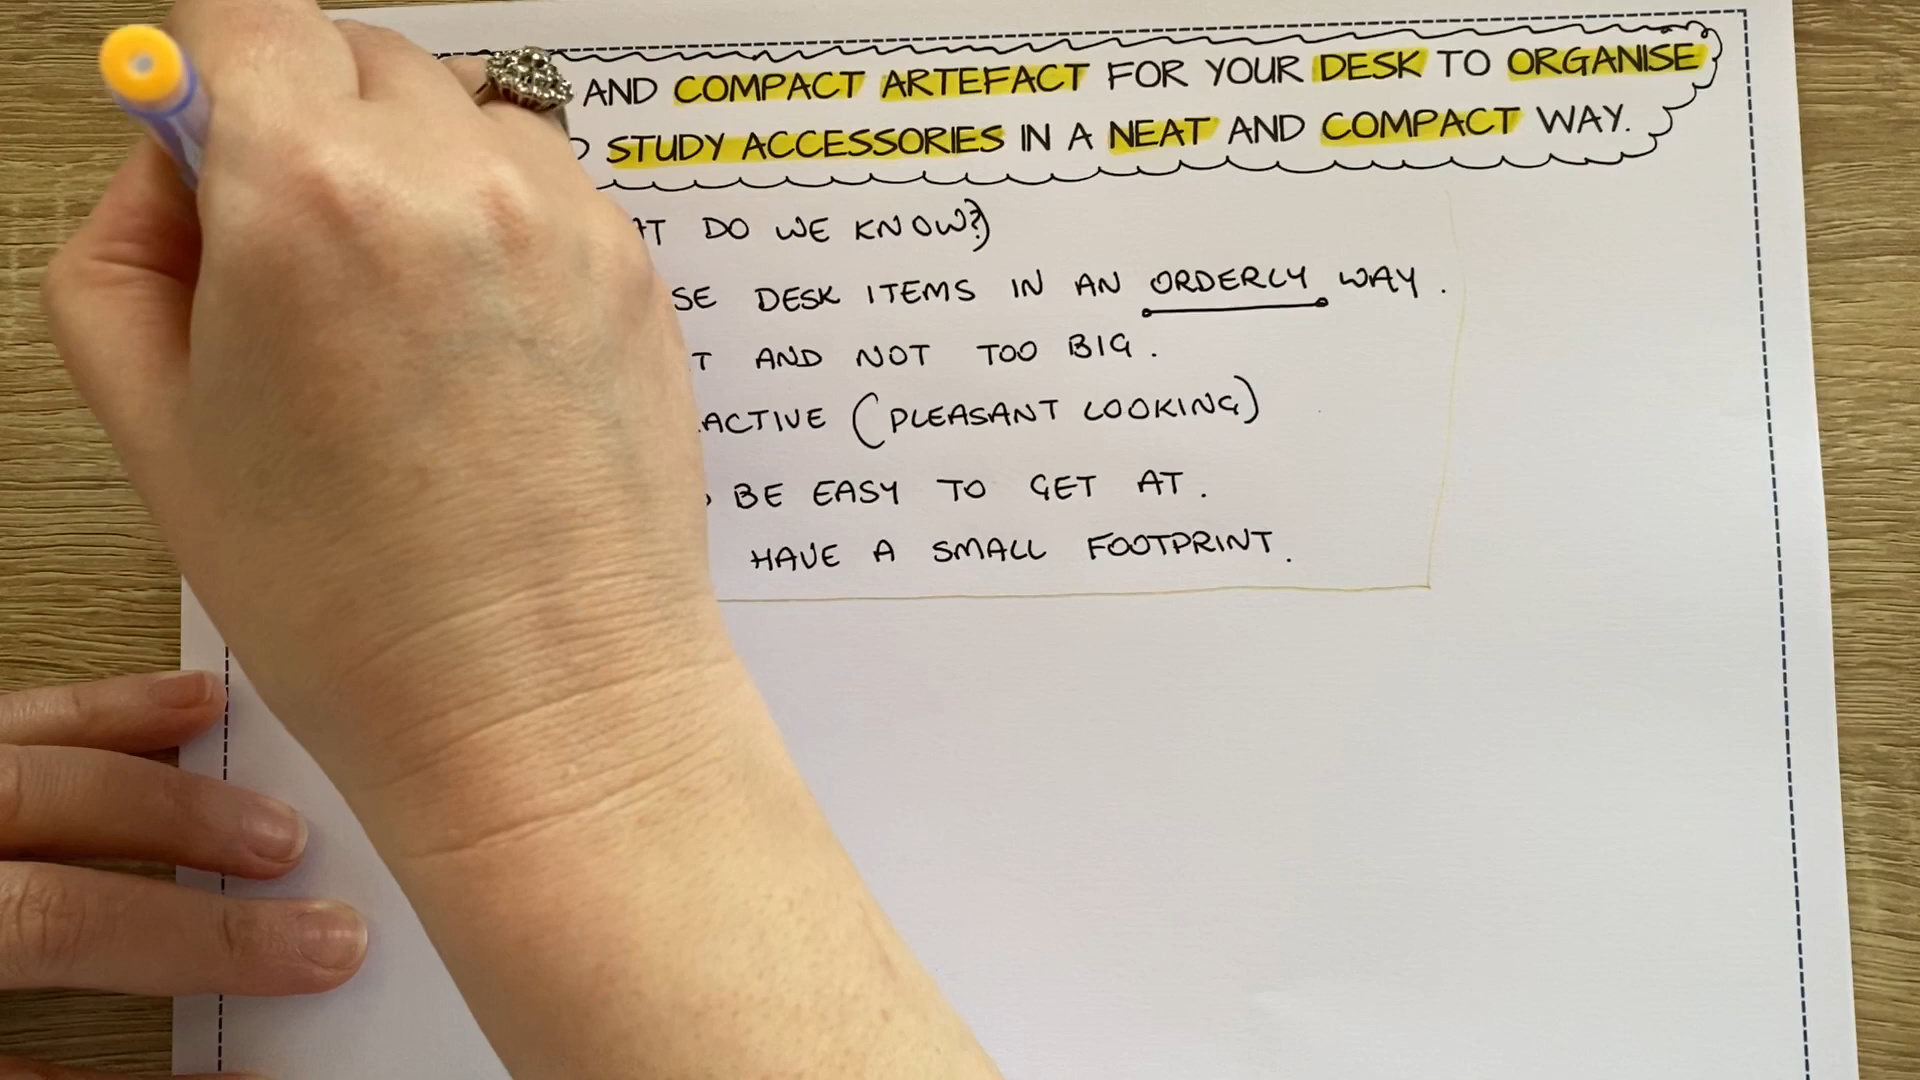 AND COMPACT ARTEFACT FOR YOUR DESK TO ORGANISE
STUDY ACCESSORIES IN A NEAT AND COMPACT WAY.
DO WE KNOW?
DESK ITEMS IN AN ORDERLY WAY.
AND NOT TOO BIG.
(PLEASANT LOOKING)
BE EASY TO GET AT.
HAVE A SMALL FOOTPRINT.